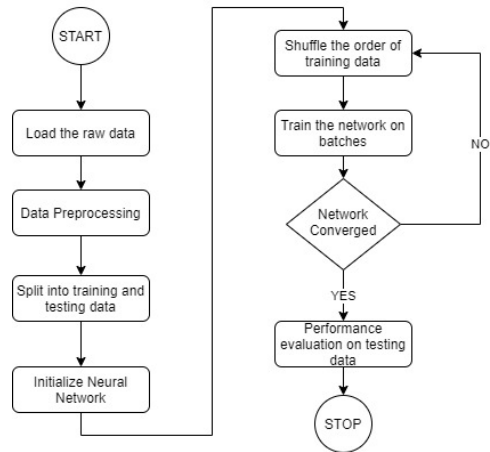 START
Load the raw data
Data Preprocessing
Split into training and
testing data
Initialize Neural
Network
Shuffle the order of
training data
Train the network on
batches
Network
Converged
NO
YES
Performance
evaluation on testing
data
STOP